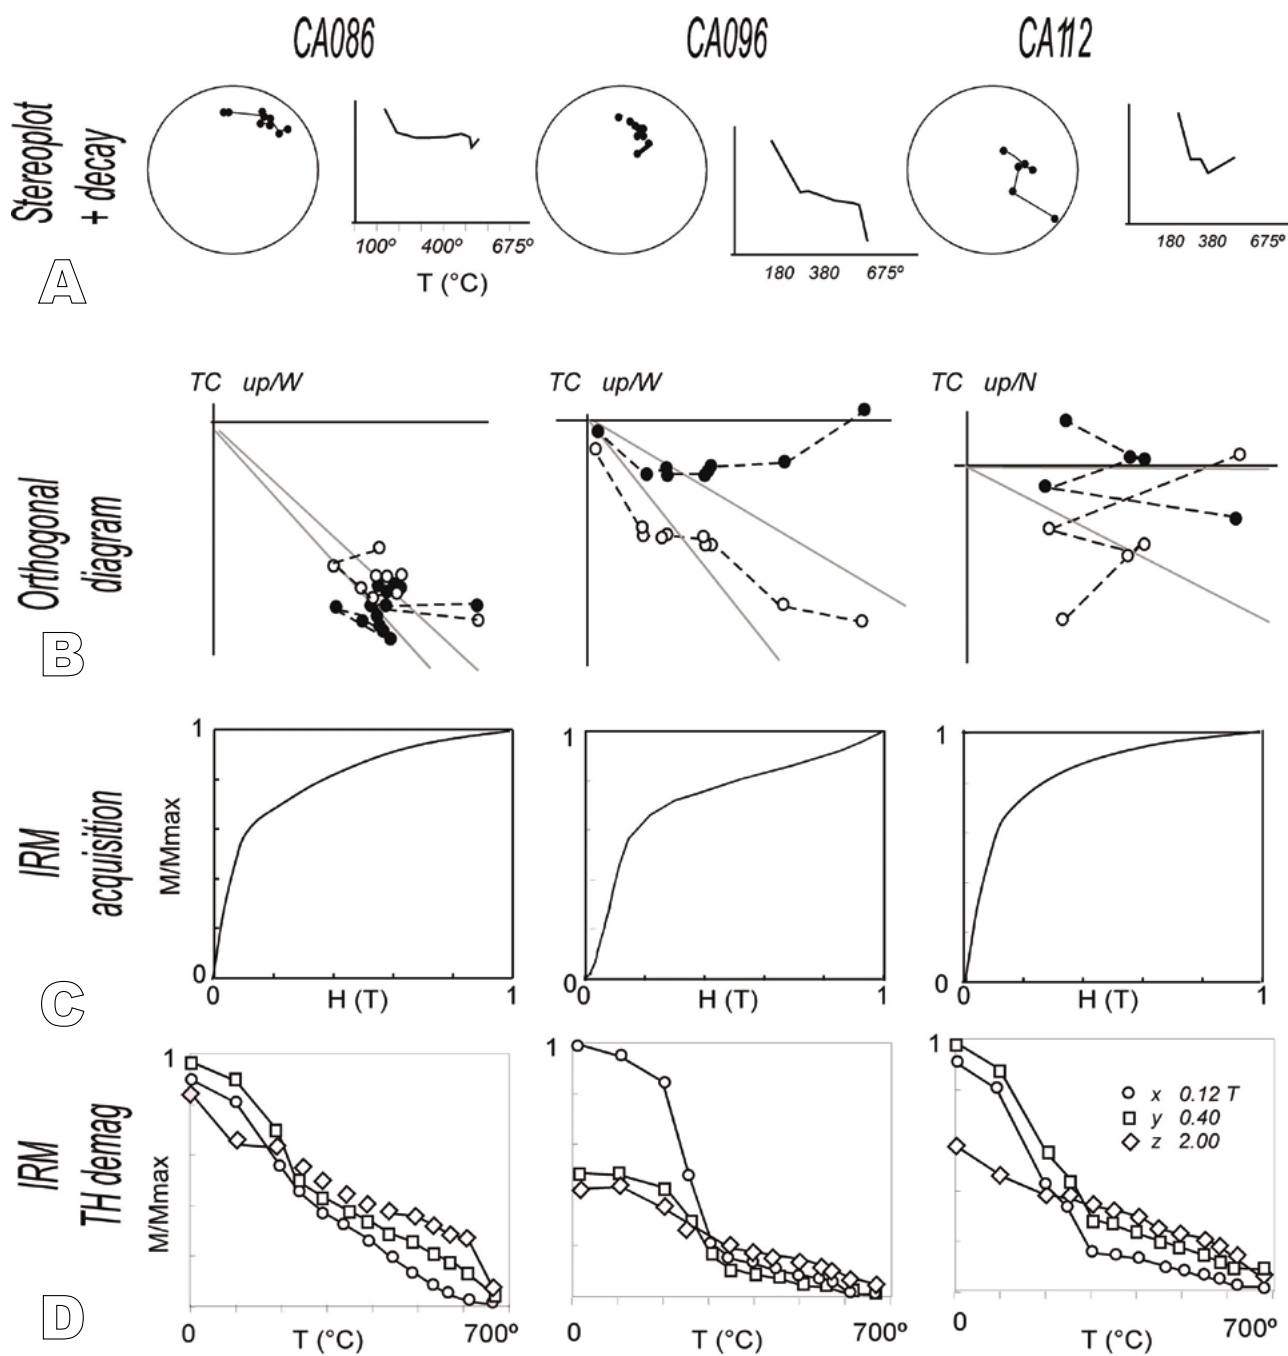 CA086
CA096
CA112
Stereoplot
+ decay
100º 400º 675º
T (°C)
180 380 675º
180 380 675º
A
TC up/W
TC up/W
TC up/N
Orthogonal
diagram
B
IRM
acquisition
M/Mmax
1
0
0 H (T) 1
1
0
0 H (T) 1
1
0
0 H (T) 1
C
IRM
TH demag
M/Mmax
1
0 T (°C) 700º
1
0 T (°C) 700º
1
x 0.12 T
y 0.40
z 2.00
0 T (°C) 700º
D